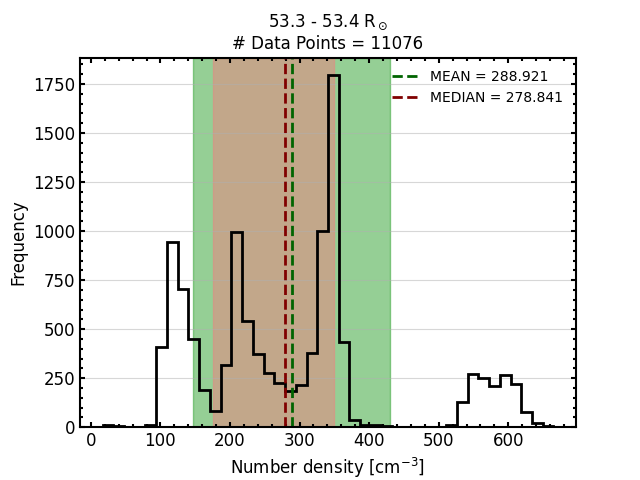 53.3 - 53.4 R⊙
# Data Points = 11076
MEAN = 288.921
MEDIAN = 278.841
Frequency
1750
1500
1250
1000
750
500
250
0
0 100 200 300 400 500 600
Number density [cm⁻³]